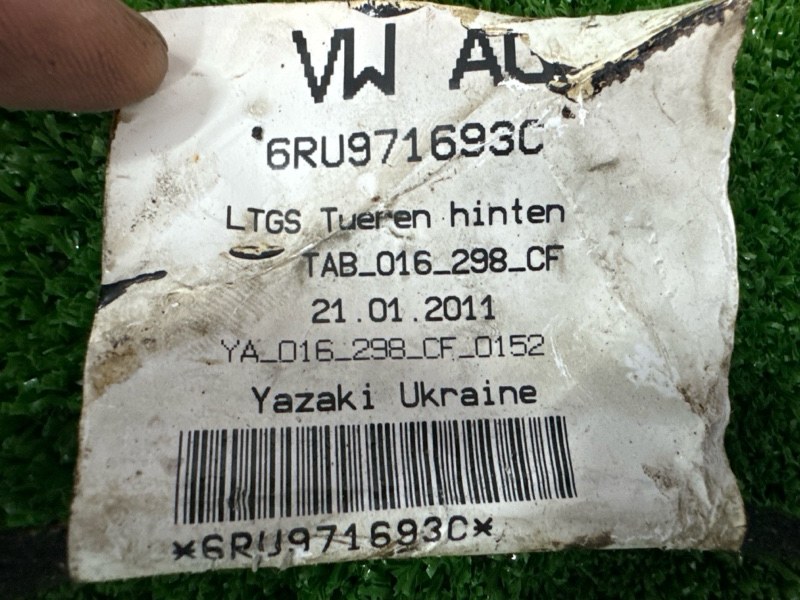 VW AG
6RU971693C
LTGS Tueren hinten
TAB_016_298_CF
21.01.2011
YA_016_298_CF_0152
Yazaki Ukraine
*6RU971693C*